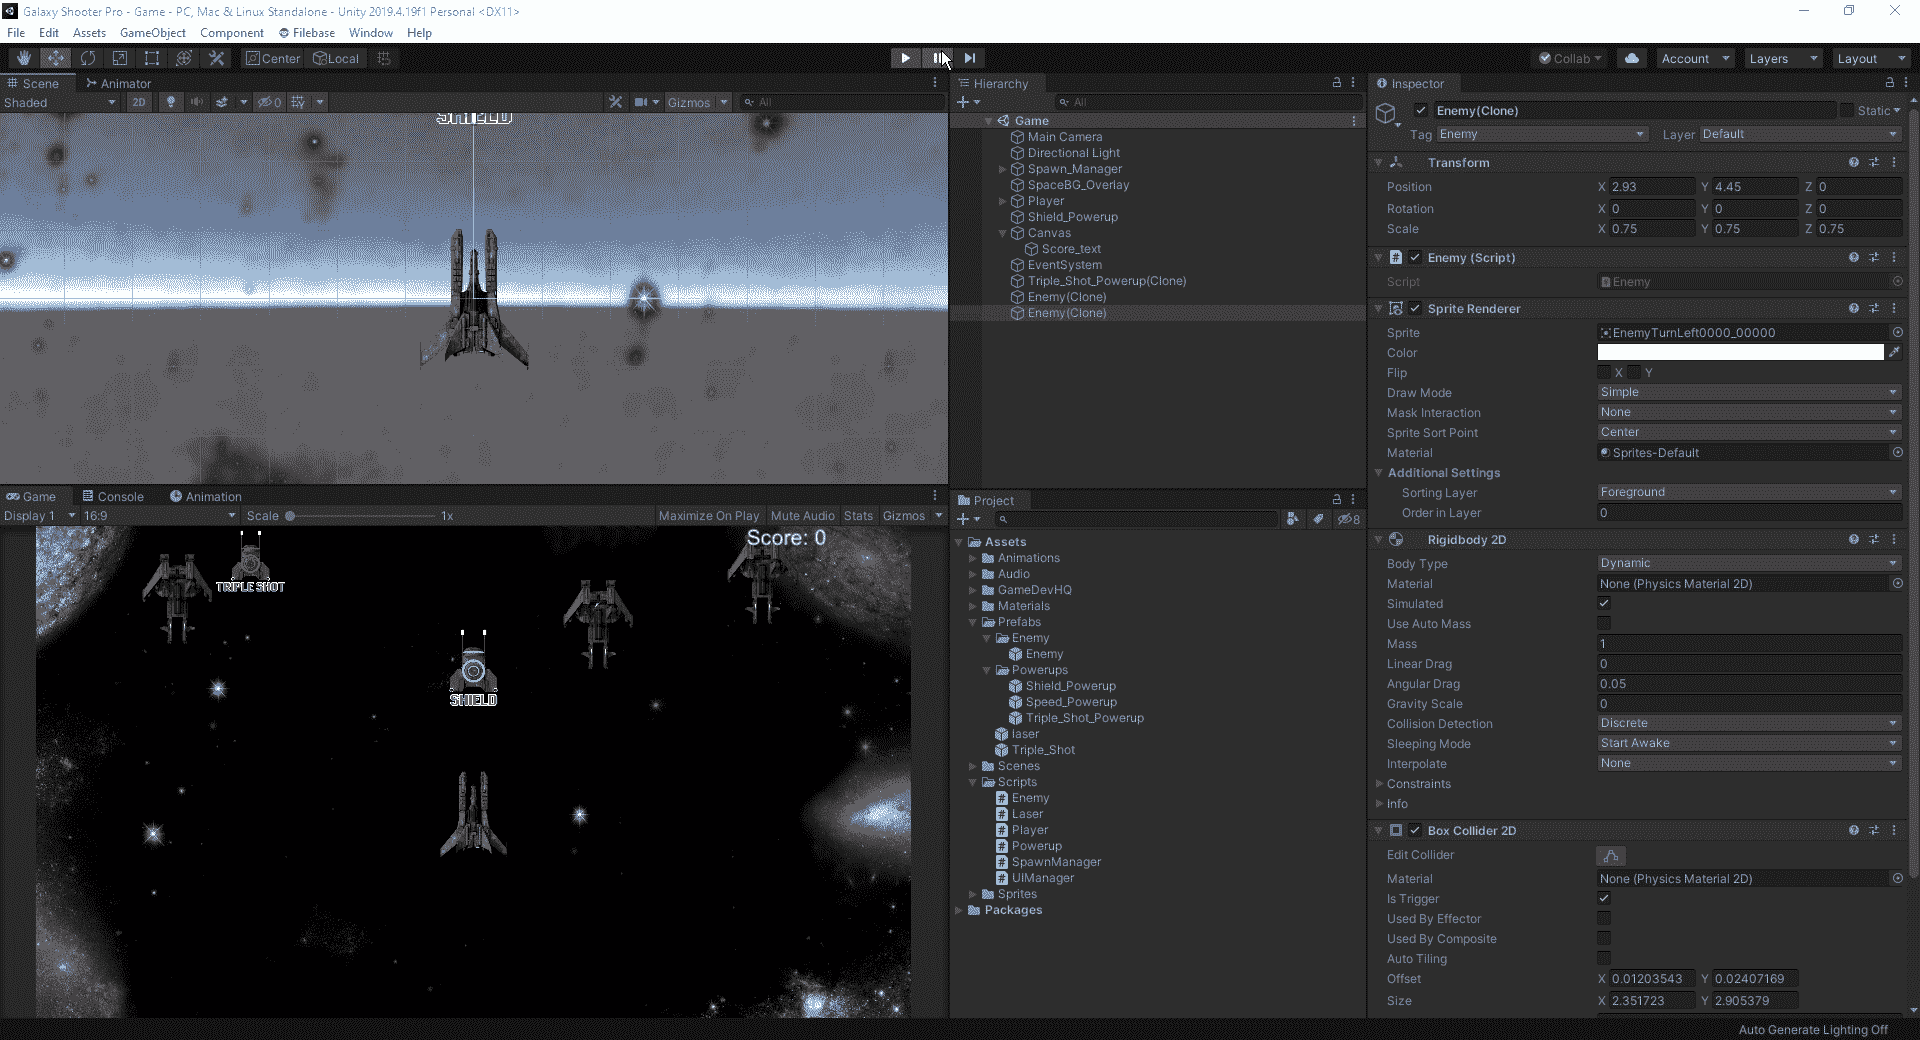 Galaxy Shooter Pro - Game - PC, Mac & Linux Standalone - Unity 2019.4.19f1 Personal <DX11>
File Edit Assets GameObject Component Filebase Window Help
Center Local Collab Account Layers Layout
Scene Animator
Shaded 2D 0 Gizmos All
SHIELD
Game Console Animation
Display 1 16:9 Scale 1x Maximize On Play Mute Audio Stats Gizmos
Score: 0
TRIPLE SHOT
SHIELD
Hierarchy
All
Game
Main Camera
Directional Light
Spawn_Manager
SpaceBG_Overlay
Player
Shield_Powerup
Canvas
Score_text
EventSystem
Triple_Shot_Powerup(Clone)
Enemy(Clone)
Enemy(Clone)
Project
8
Assets
Animations
Audio
GameDevHQ
Materials
Prefabs
Enemy
Enemy
Powerups
Shield_Powerup
Speed_Powerup
Triple_Shot_Powerup
laser
Triple_Shot
Scenes
Scripts
Enemy
Laser
Player
Powerup
SpawnManager
UIManager
Sprites
Packages
Inspector
Enemy(Clone) Static
Tag Enemy Layer Default
Transform
Position X 2.93 Y 4.45 Z 0
Rotation X 0 Y 0 Z 0
Scale X 0.75 Y 0.75 Z 0.75
Enemy (Script)
Script Enemy
Sprite Renderer
Sprite EnemyTurnLeft0000_00000
Color
Flip X Y
Draw Mode Simple
Mask Interaction None
Sprite Sort Point Center
Material Sprites-Default
Additional Settings
Sorting Layer Foreground
Order in Layer 0
Rigidbody 2D
Body Type Dynamic
Material None (Physics Material 2D)
Simulated
Use Auto Mass
Mass 1
Linear Drag 0
Angular Drag 0.05
Gravity Scale 0
Collision Detection Discrete
Sleeping Mode Start Awake
Interpolate None
Constraints
Info
Box Collider 2D
Edit Collider
Material None (Physics Material 2D)
Is Trigger
Used By Effector
Used By Composite
Auto Tiling
Offset X 0.01203543 Y 0.02407169
Size X 2.351723 Y 2.905379
Auto Generate Lighting Off